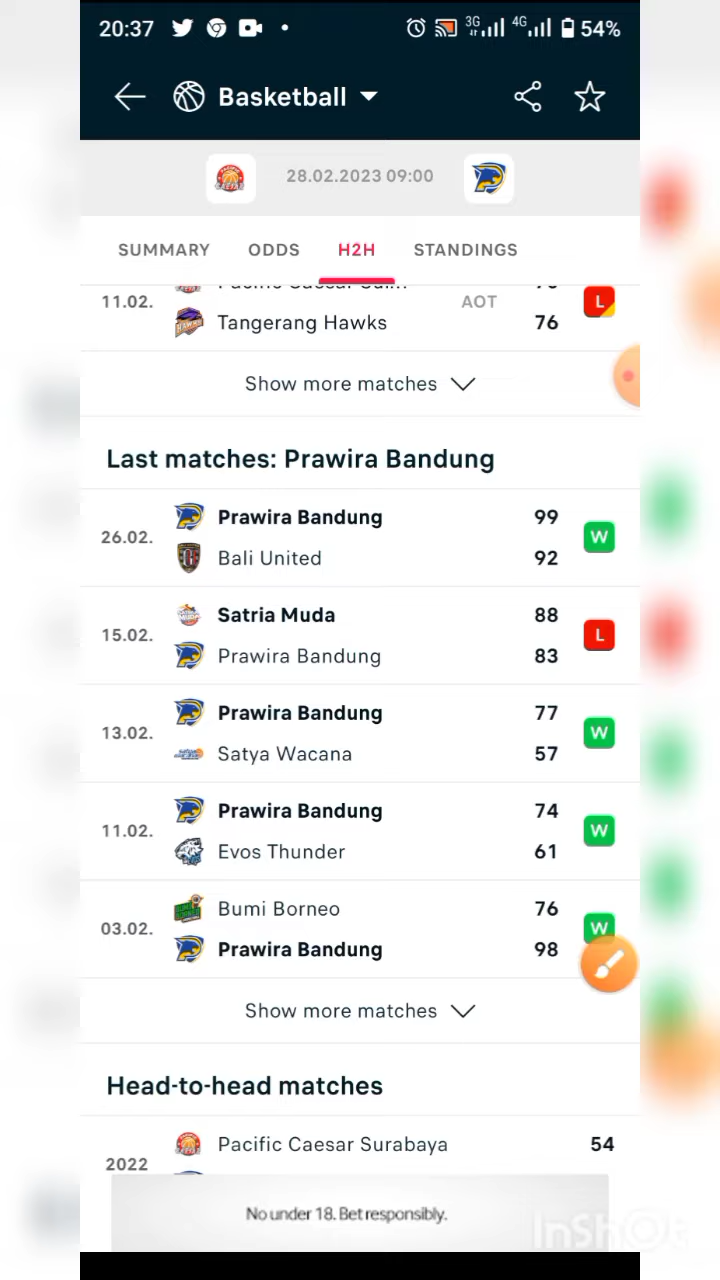 20:37 3G 4G 54%
Basketball
28.02.2023 09:00
SUMMARY ODDS H2H STANDINGS
11.02. AOT L
Tangerang Hawks 76
Show more matches
Last matches: Prawira Bandung
Prawira Bandung 99
26.02. W
Bali United 92
Satria Muda 88
15.02. L
Prawira Bandung 83
Prawira Bandung 77
13.02. W
Satya Wacana 57
Prawira Bandung 74
11.02. W
Evos Thunder 61
Bumi Borneo 76
03.02. W
Prawira Bandung 98
Show more matches
Head-to-head matches
Pacific Caesar Surabaya 54
2022
No under 18. Bet responsibly.
InShOt